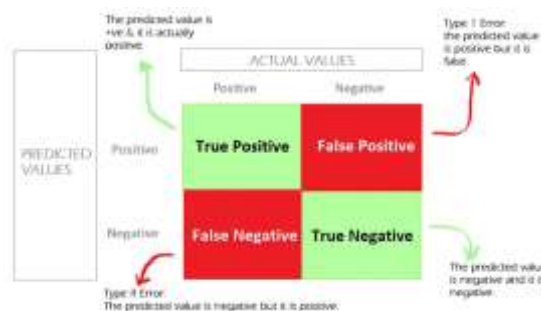 The predicted value is
+ve & it is actually
positive
Type 1 Error
the predicted value
is positive but it is
false
ACTUAL VALUES
Positive
Negative
PREDICTED
VALUES
Positive
True Positive
False Positive
Negative
False Negative
True Negative
The predicted value
is negative and is is
negative.
Type II Error
The predicted value is negative but it is positive.